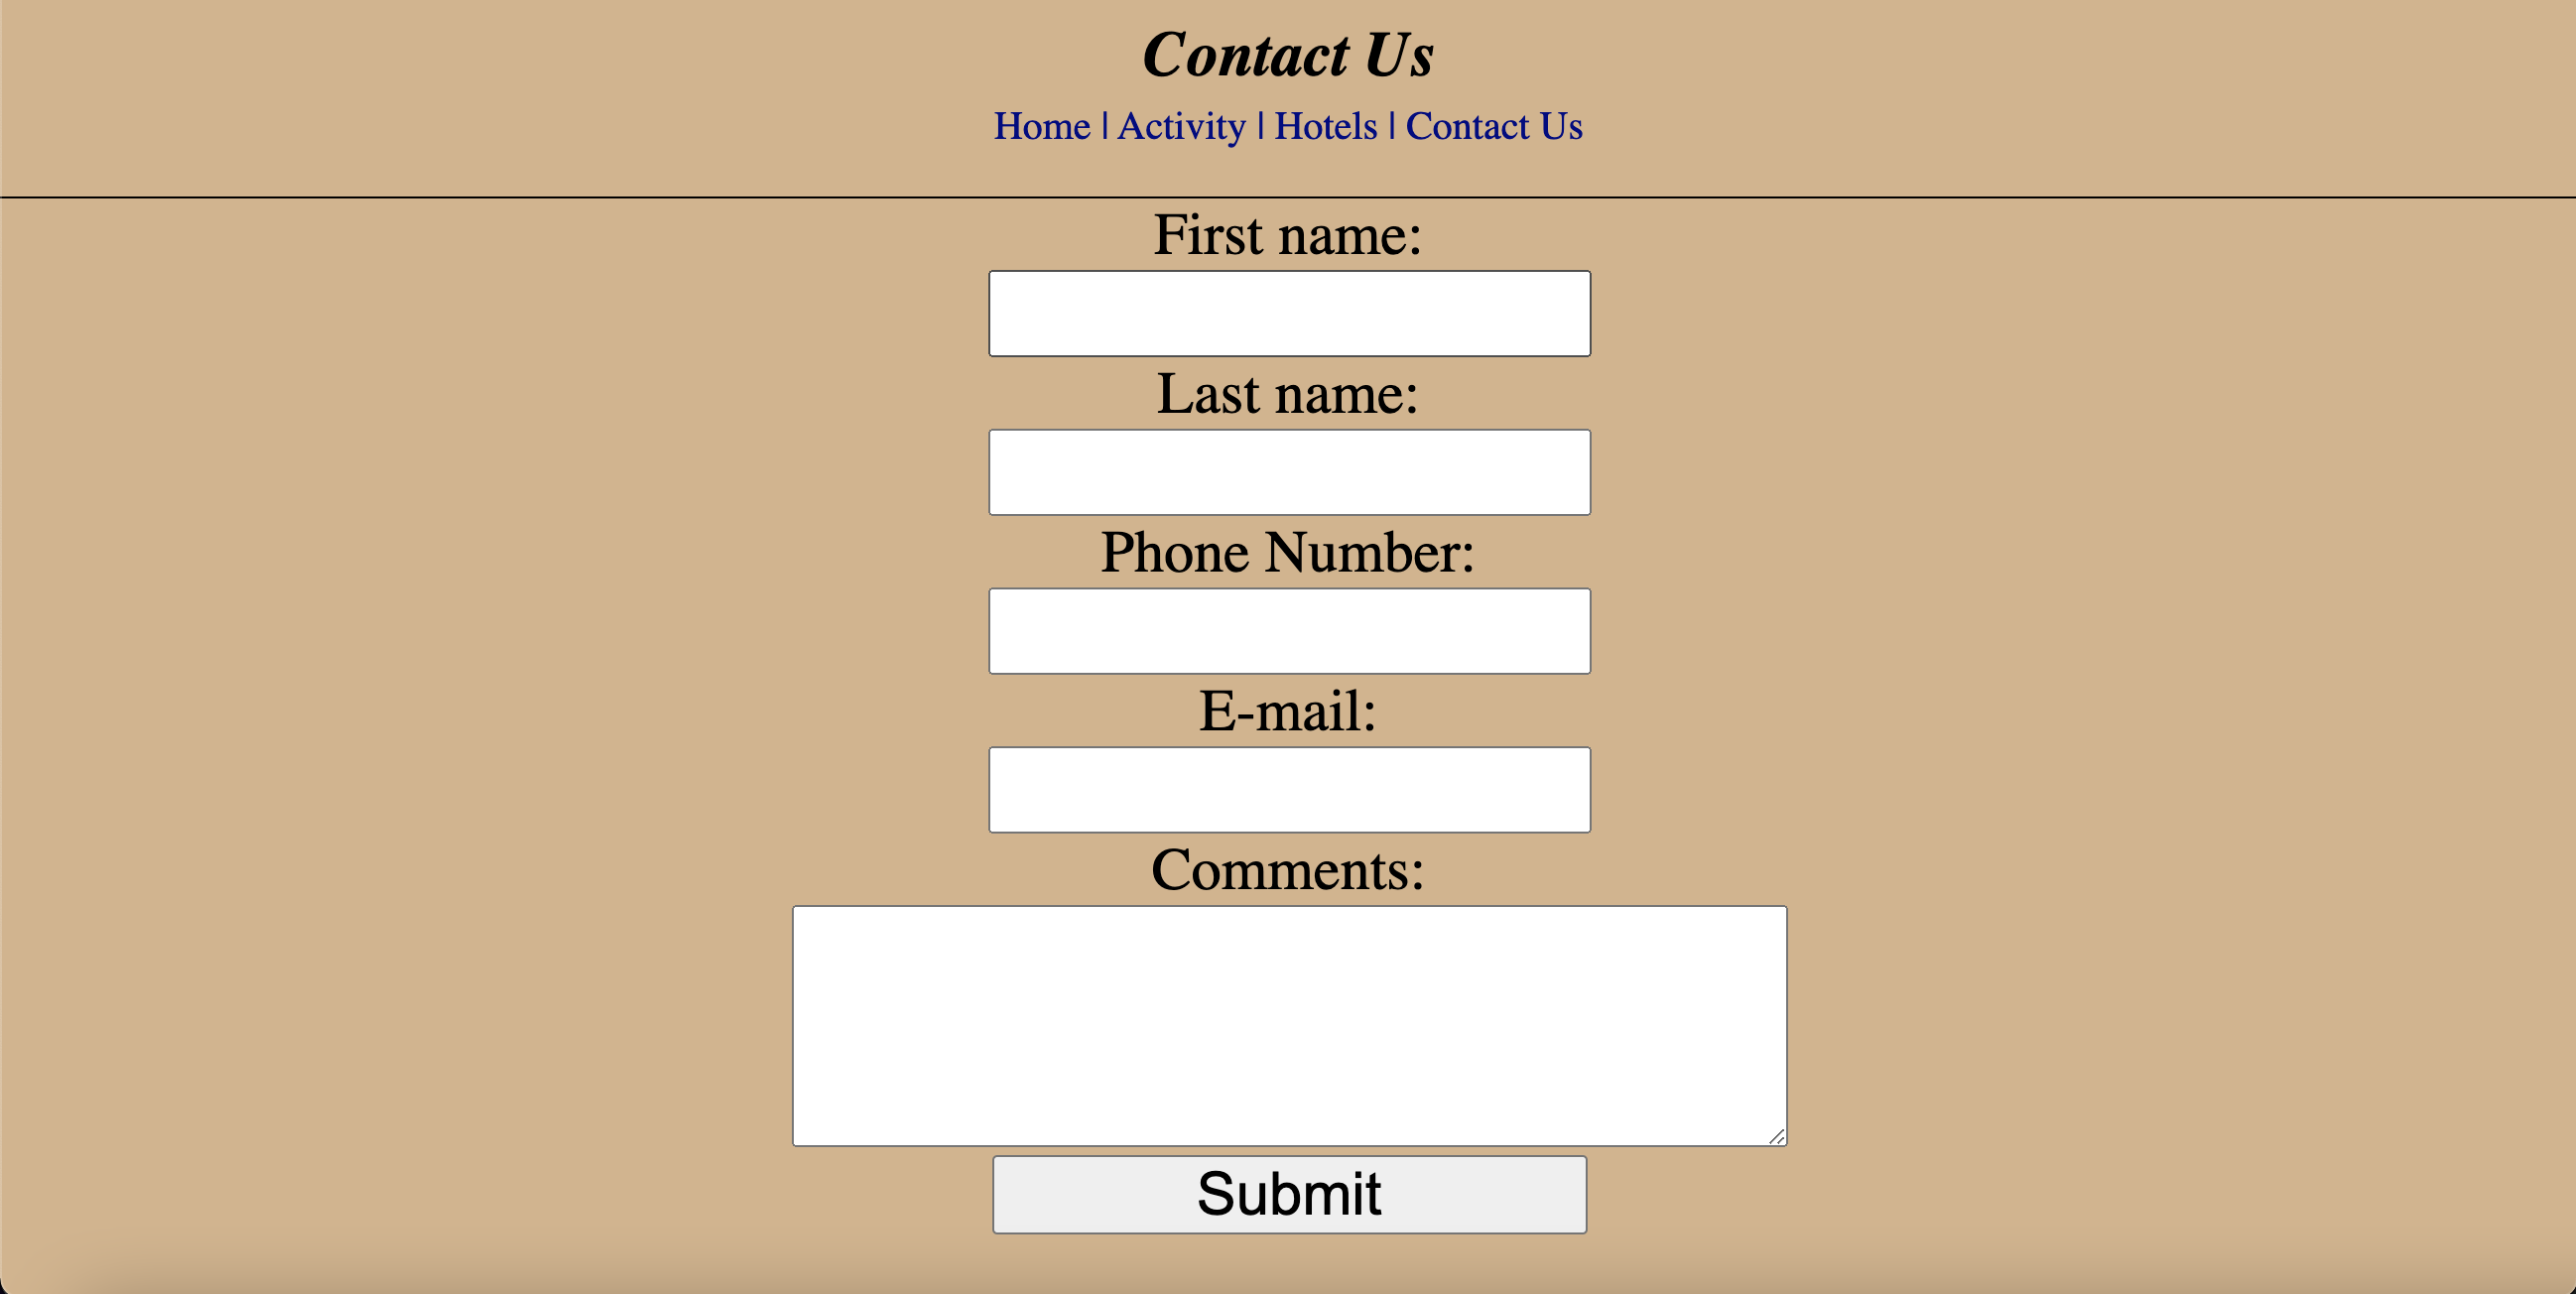 Contact Us
Home | Activity | Hotels | Contact Us
First name:
Last name:
Phone Number:
E-mail:
Comments:
Submit